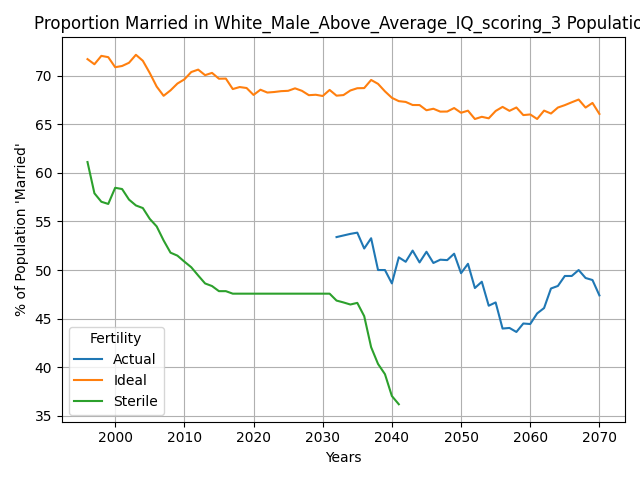 Proportion Married in White_Male_Above_Average_IQ_scoring_3 Populatio
% of Population 'Married'
70
65
60
55
50
45
40
35
Fertility
Actual
Ideal
Sterile
2000 2010 2020 2030 2040 2050 2060 2070
Years